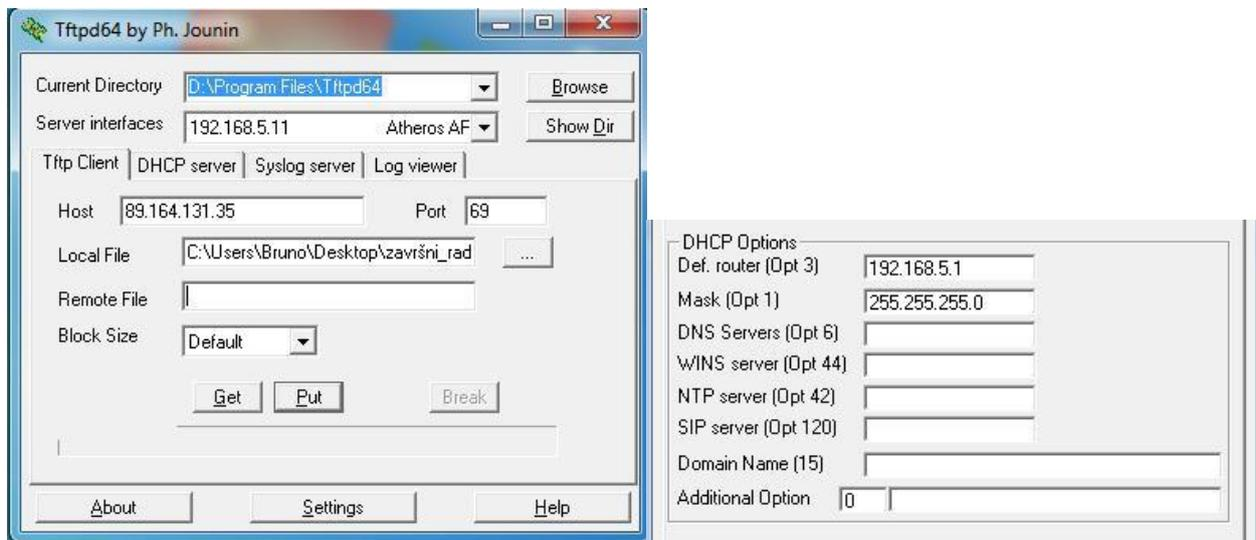 Tftpd64 by Ph. Jounin
Current Directory D:\Program Files\Tftpd64 Browse
Server interfaces 192.168.5.11 Atheros AF Show Dir
Tftp Client DHCP server Syslog server Log viewer
Host 89.164.131.35 Port 69
Local File C:\Users\Bruno\Desktop\završni_rad ...
Remote File
Block Size Default
Get Put Break
About Settings Help
DHCP Options
Def. router (Opt 3) 192.168.5.1
Mask (Opt 1) 255.255.255.0
DNS Servers (Opt 6)
WINS server (Opt 44)
NTP server (Opt 42)
SIP server (Opt 120)
Domain Name (15)
Additional Option 0